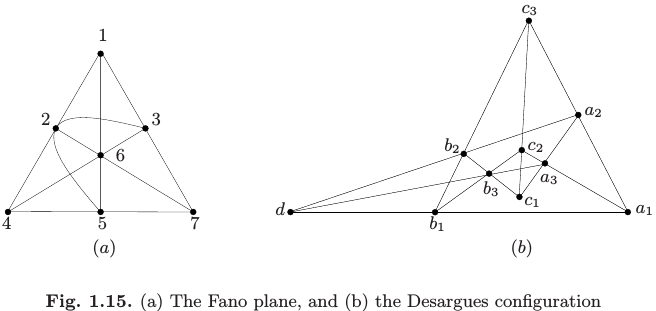 1
2
3
6
4
5
7
(a)
c₃
a₂
b₂
c₂
a₃
b₃
c₁
d
b₁
a₁
(b)
Fig. 1.15. (a) The Fano plane, and (b) the Desargues configuration